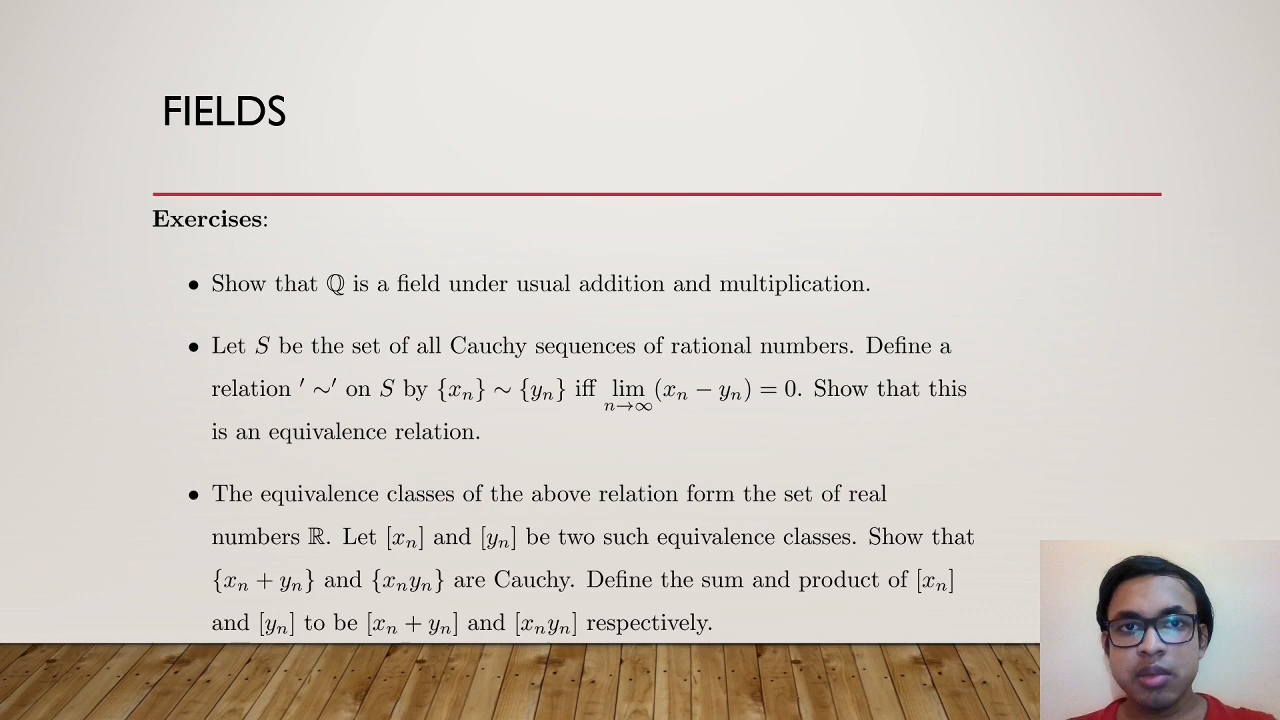 FIELDS
Exercises:
• Show that ℚ is a field under usual addition and multiplication.
• Let S be the set of all Cauchy sequences of rational numbers. Define a
relation ′ ∼′ on S by {xₙ} ∼ {yₙ} iff lim_{n→∞}(xₙ − yₙ) = 0. Show that this
is an equivalence relation.
• The equivalence classes of the above relation form the set of real
numbers ℝ. Let [xₙ] and [yₙ] be two such equivalence classes. Show that
{xₙ + yₙ} and {xₙyₙ} are Cauchy. Define the sum and product of [xₙ]
and [yₙ] to be [xₙ + yₙ] and [xₙyₙ] respectively.